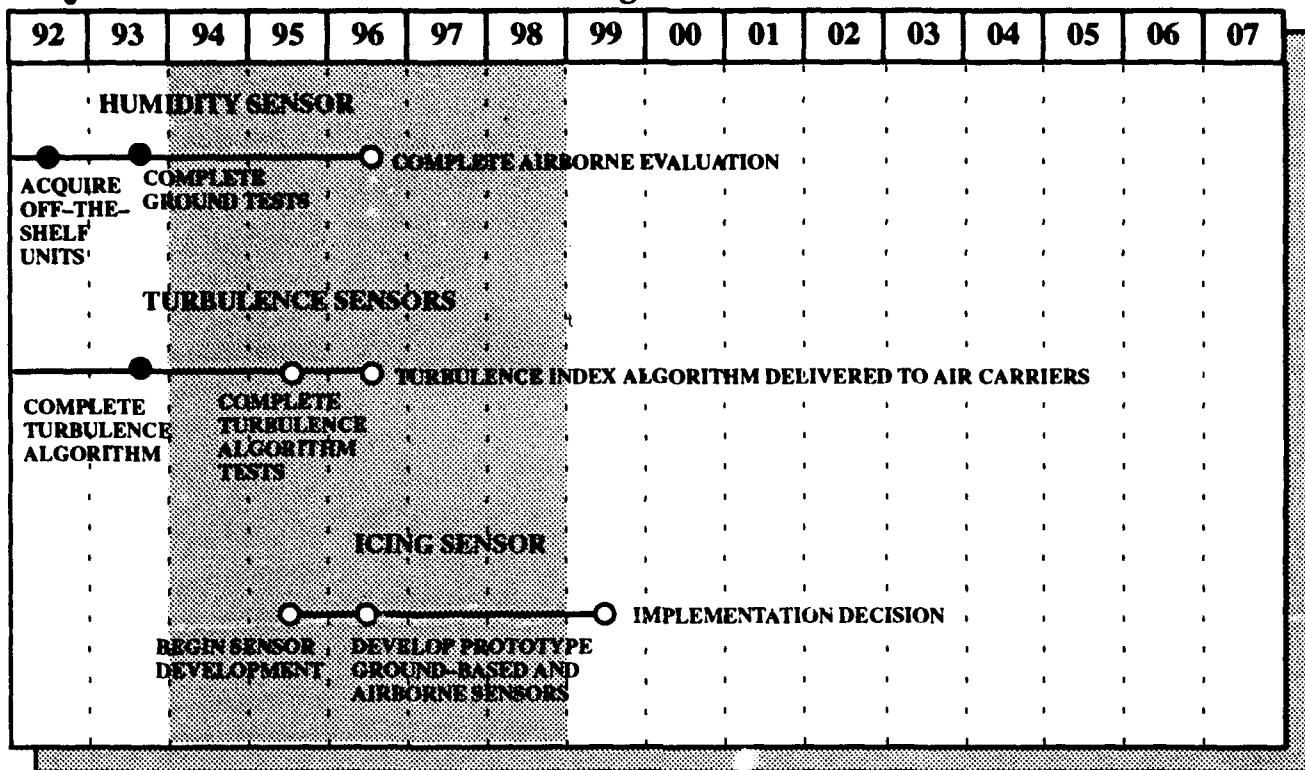 92 93 94 95 96 97 98 99 00 01 02 03 04 05 06 07
HUMIDITY SENSOR
COMPLETE AIRBORNE EVALUATION
ACQUIRE
OFF-THE-
SHELF
UNITS
COMPLETE
GROUND TESTS
TURBULENCE SENSORS
TURBULENCE INDEX ALGORITHM DELIVERED TO AIR CARRIERS
COMPLETE
TURBULENCE
ALGORITHM
COMPLETE
TURBULENCE
ALGORITHM
TESTS
ICING SENSOR
IMPLEMENTATION DECISION
BEGIN SENSOR
DEVELOPMENT
DEVELOP PROTOTYPE
GROUND-BASED AND
AIRBORNE SENSORS